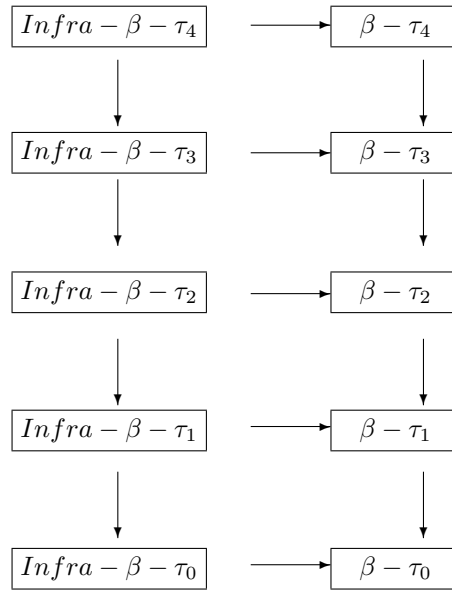 Infra − β − τ₄ β − τ₄
Infra − β − τ₃ β − τ₃
Infra − β − τ₂ β − τ₂
Infra − β − τ₁ β − τ₁
Infra − β − τ₀ β − τ₀